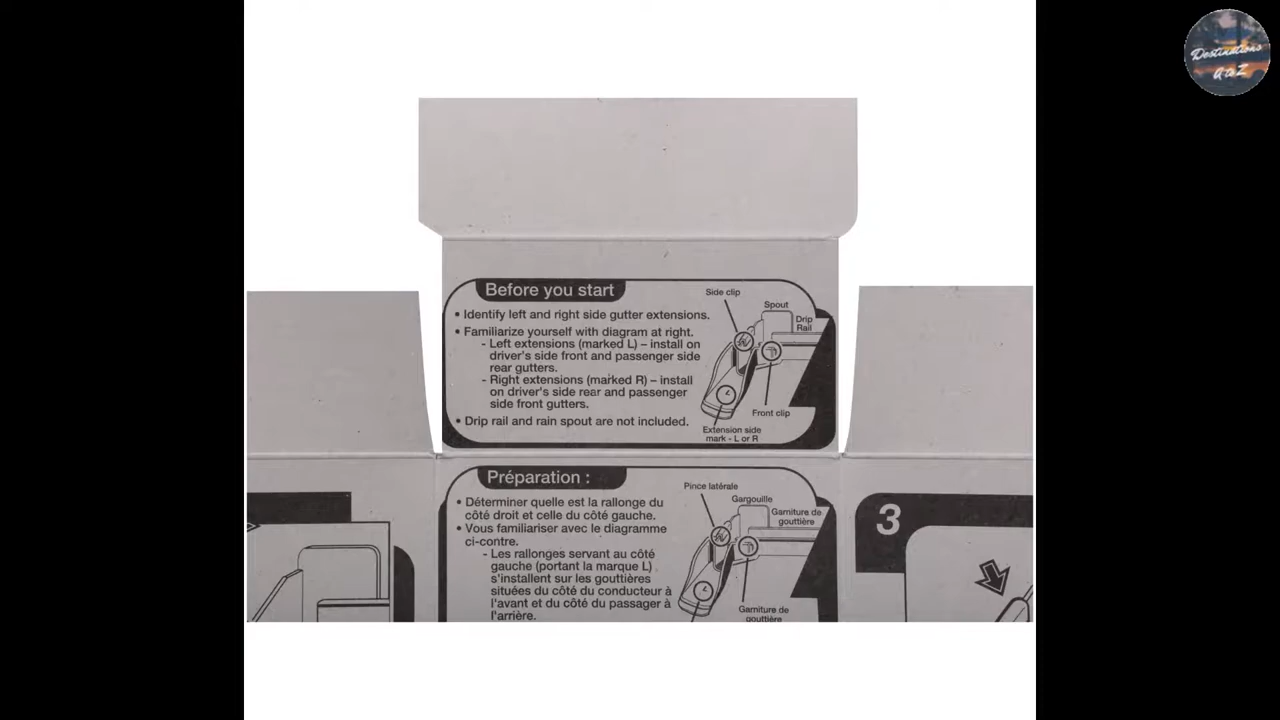 Destinations
A to Z
Before you start
• Identify left and right side gutter extensions.
• Familiarize yourself with diagram at right.
- Left extensions (marked L) – install on
driver's side front and passenger side
rear gutters.
- Right extensions (marked R) – install
on driver's side rear and passenger
side front gutters.
• Drip rail and rain spout are not included.
Side clip
Spout
Drip
Rail
Front clip
Extension side
mark - L or R
Préparation :
• Déterminer quelle est la rallonge du
côté droit et celle du côté gauche.
• Vous familiariser avec le diagramme
ci-contre.
- Les rallonges servant au côté
gauche (portant la marque L)
s'installent sur les gouttières
situées du côté du conducteur à
l'avant et du côté du passager à
l'arrière.
Pince latérale
Gargouille
Garniture de
gouttière
Garniture de
gouttière
3